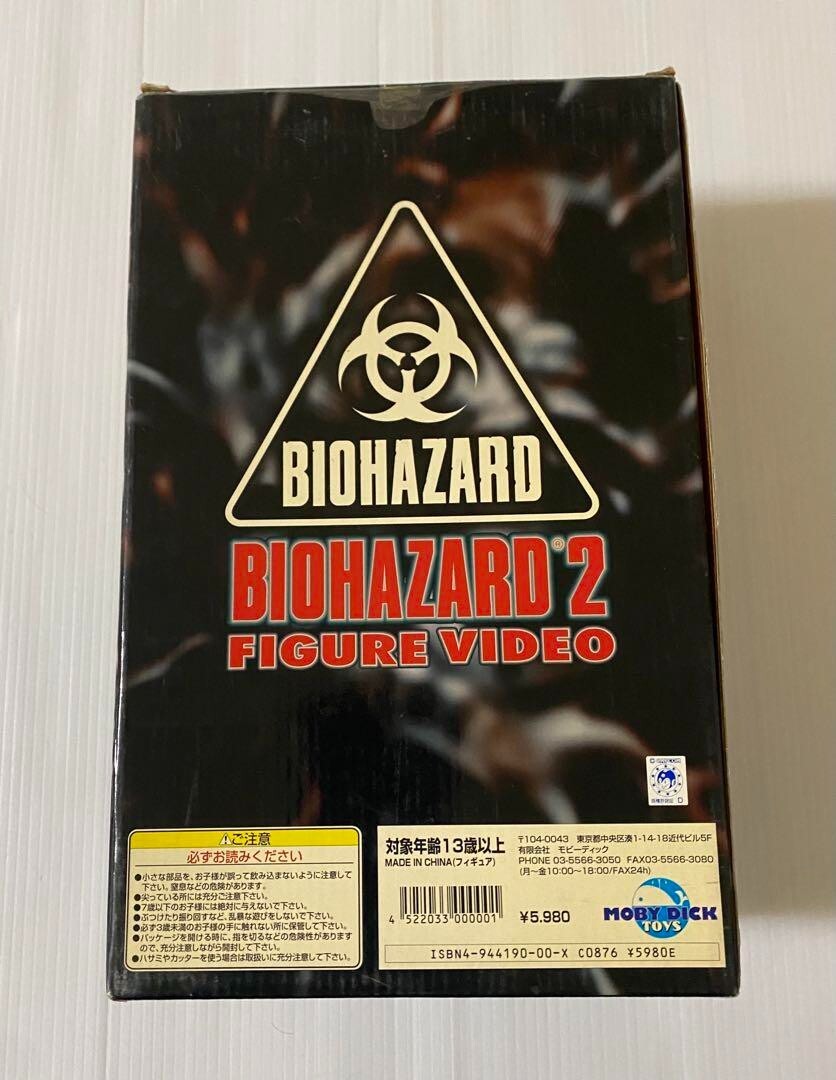 BIOHAZARD
BIOHAZARD®2
FIGURE VIDEO
CAPCOM
D
⚠ご注意
必ずお読みください
●小さな部品を、お子様が誤って飲み込まないように注意して
下さい。窒息などの危険があります。
●尖っている所には充分ご注意下さい。
●7歳以下のお子様には絶対に与えないで下さい。
●ぶつけたり振り回すなど、乱暴な遊びをしないで下さい。
●必ず3歳未満のお子様の手に触れない所に保管して下さい。
●パッケージを開ける時に、指を切るなどの危険性があります
ので、充分注意しながら開封して下さい。
●ハサミやカッターを使う場合は取扱いに充分注意して下さい。
対象年齢13歳以上
MADE IN CHINA(フィギュア)
〒104-0043 東京都中央区湊1-14-18近代ビル5F
有限会社 モビーディック
PHONE 03-5566-3050 FAX03-5566-3080
(月〜金10:00〜18:00/FAX24h)
4 522033 000001
¥5.980
MOBY DICK
TOYS
ISBN4-944190-00-X C0876 ¥5980E